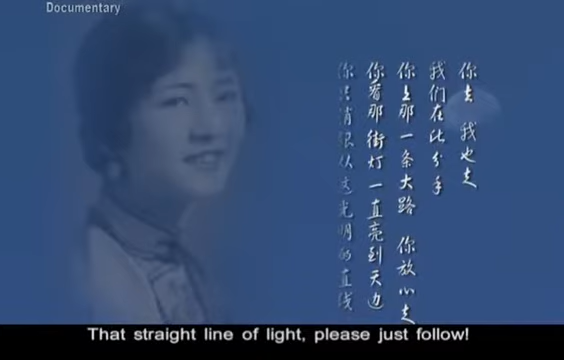 Documentary
你去 我也走
我们在此分手
你上那一条大路 你放心走
你看那街灯一直亮到天边
你只消跟从这光明的直线
That straight line of light, please just follow!